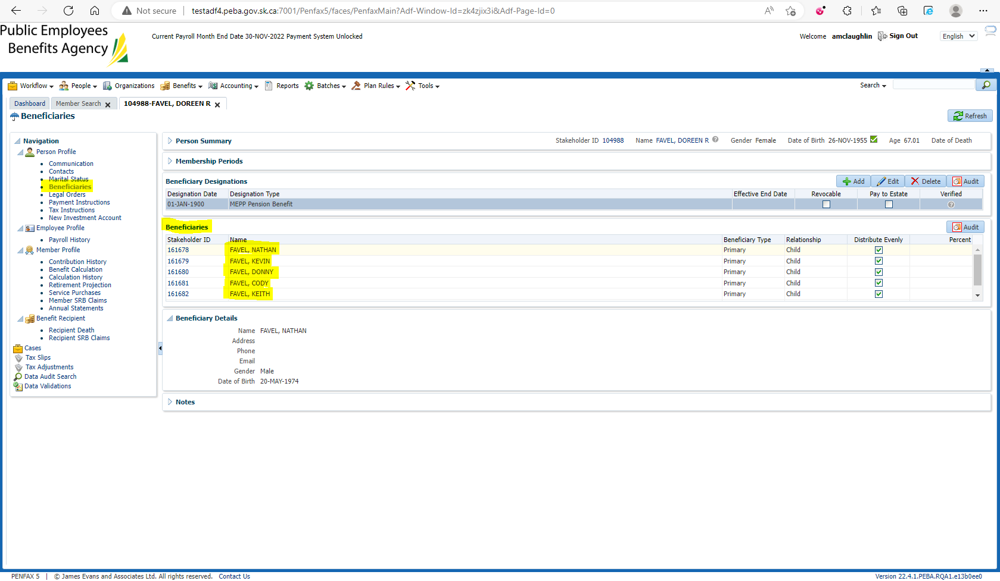 Not secure | testadf4.peba.gov.sk.ca:7001/Penfax5/faces/PenfaxMain?Adf-Window-Id=zk4zjix3i&Adf-Page-Id=0
Public Employees
Benefits Agency
Current Payroll Month End Date 30-NOV-2022 Payment System Unlocked
Welcome amclaughlin Sign Out English
Workflow People Organizations Benefits Accounting Reports Batches Plan Rules Tools Search
Dashboard Member Search 104988-FAVEL, DOREEN R
Beneficiaries
Refresh
Navigation
Person Profile
Communication
Contacts
Marital Status
Beneficiaries
Legal Orders
Payment Instructions
Tax Instructions
New Investment Account
Employee Profile
Payroll History
Member Profile
Contribution History
Benefit Calculation
Calculation History
Retirement Projection
Service Purchases
Member SRB Claims
Annual Statements
Benefit Recipient
Recipient Death
Recipient SRB Claims
Cases
Tax Slips
Tax Adjustments
Data Audit Search
Data Validations
Person Summary Stakeholder ID 104988 Name FAVEL, DOREEN R Gender Female Date of Birth 26-NOV-1955 Age 67.01 Date of Death
Membership Periods
Beneficiary Designations Add Edit Delete Audit
Designation Date Designation Type Effective End Date Revocable Pay to Estate Verified
01-JAN-1900 MEPP Pension Benefit
Beneficiaries Audit
Stakeholder ID Name Beneficiary Type Relationship Distribute Evenly Percent
161678 FAVEL, NATHAN Primary Child
161679 FAVEL, KEVIN Primary Child
161680 FAVEL, DONNY Primary Child
161681 FAVEL, CODY Primary Child
161682 FAVEL, KEITH Primary Child
Beneficiary Details
Name FAVEL, NATHAN
Address
Phone
Email
Gender Male
Date of Birth 20-MAY-1974
Notes
PENFAX 5 | © James Evans and Associates Ltd. All rights reserved. Contact Us
Version 22.4.1.PEBA.RQA1.e13b0ee0